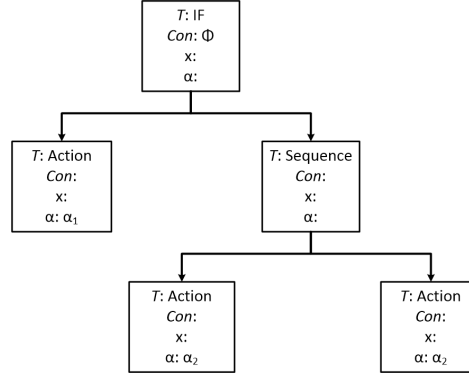 T: IF
Con: Φ
x:
α:
T: Action
Con:
x:
α: α₁
T: Sequence
Con:
x:
α:
T: Action
Con:
x:
α: α₂
T: Action
Con:
x:
α: α₂